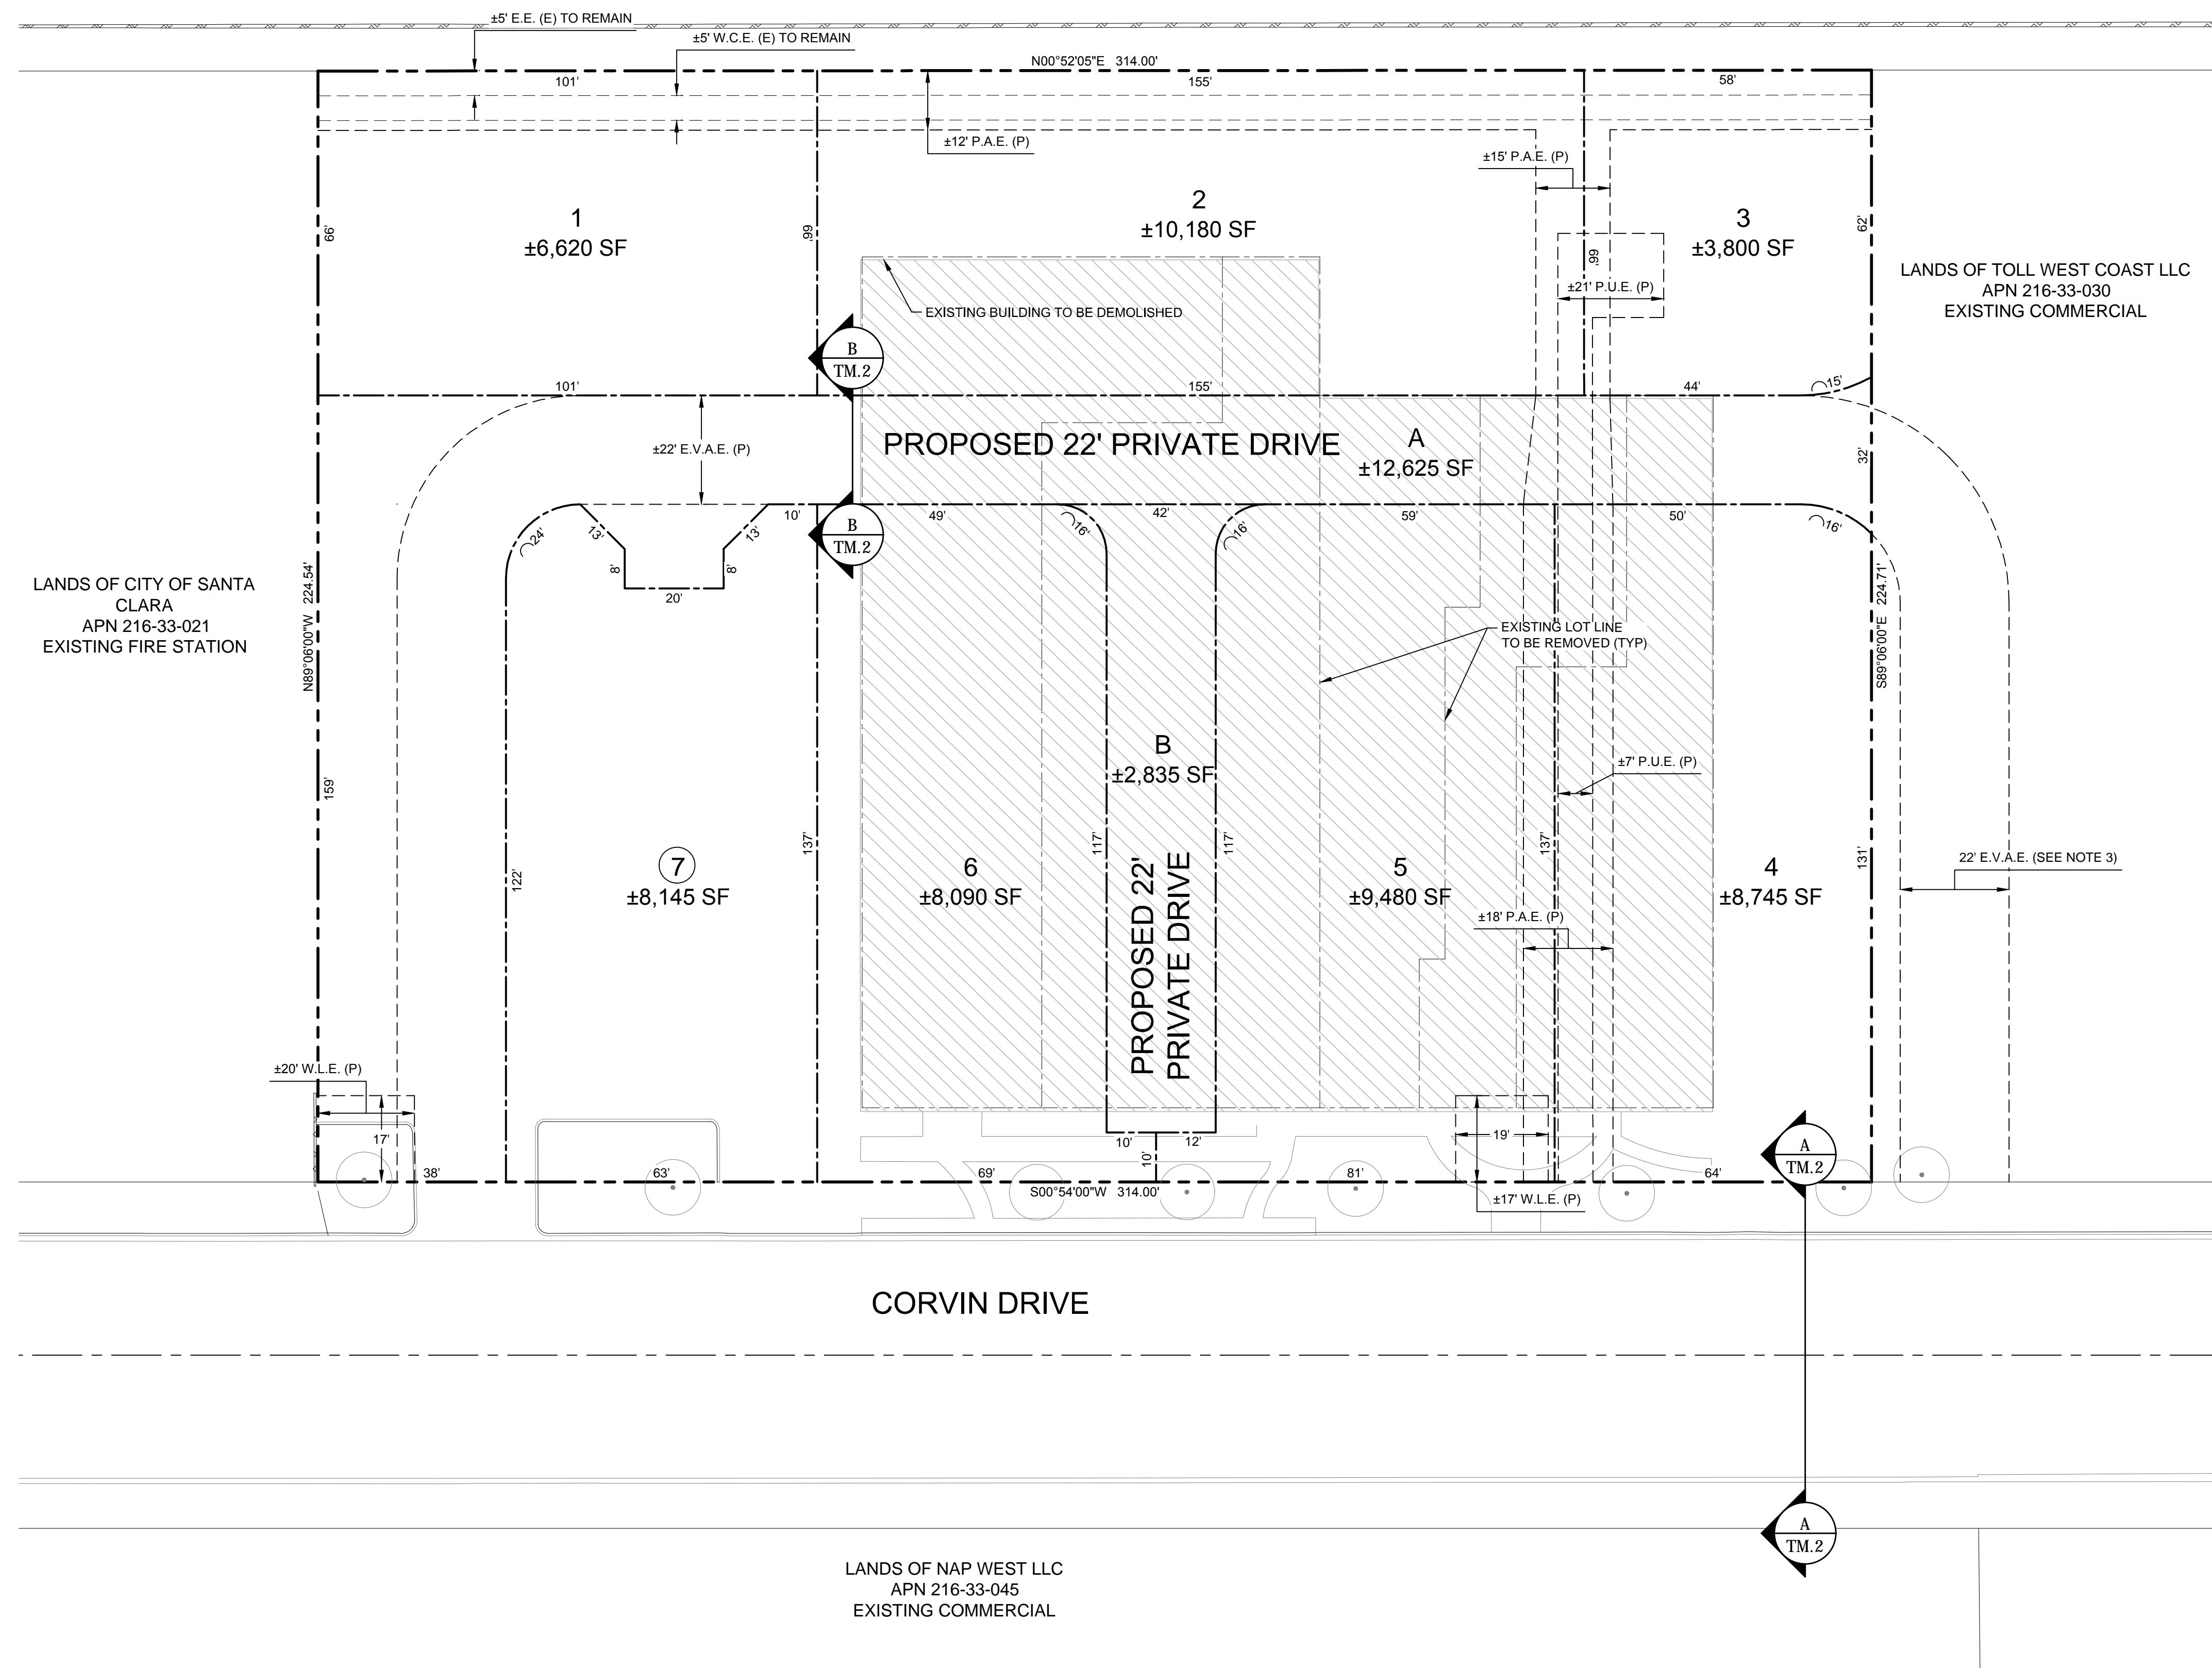 ±5' E.E. (E) TO REMAIN
±5' W.C.E. (E) TO REMAIN
N00°52'05"E 314.00'
101'
155'
58'
±12' P.A.E. (P)
±15' P.A.E. (P)
1
±6,620 SF
2
±10,180 SF
3
±3,800 SF
66'
66'
66'
62'
±21' P.U.E. (P)
LANDS OF TOLL WEST COAST LLC
APN 216-33-030
EXISTING COMMERCIAL
EXISTING BUILDING TO BE DEMOLISHED
B
TM.2
101'
155'
44'
15'
±22' E.V.A.E. (P)
PROPOSED 22' PRIVATE DRIVE
A
±12,625 SF
32'
10'
49'
42'
59'
50'
24'
13'
13'
16'
16'
16'
8'
8'
20'
B
TM.2
LANDS OF CITY OF SANTA
CLARA
APN 216-33-021
EXISTING FIRE STATION
N89°06'00"W 224.54'
S89°06'00"E 224.71'
EXISTING LOT LINE
TO BE REMOVED (TYP)
B
±2,835 SF
±7' P.U.E. (P)
159'
122'
137'
117'
117'
137'
131'
7
±8,145 SF
6
±8,090 SF
PROPOSED 22'
PRIVATE DRIVE
5
±9,480 SF
4
±8,745 SF
22' E.V.A.E. (SEE NOTE 3)
±18' P.A.E. (P)
±20' W.L.E. (P)
17'
10'
12'
10'
19'
38'
63'
69'
81'
64'
S00°54'00"W 314.00'
±17' W.L.E. (P)
A
TM.2
CORVIN DRIVE
A
TM.2
LANDS OF NAP WEST LLC
APN 216-33-045
EXISTING COMMERCIAL